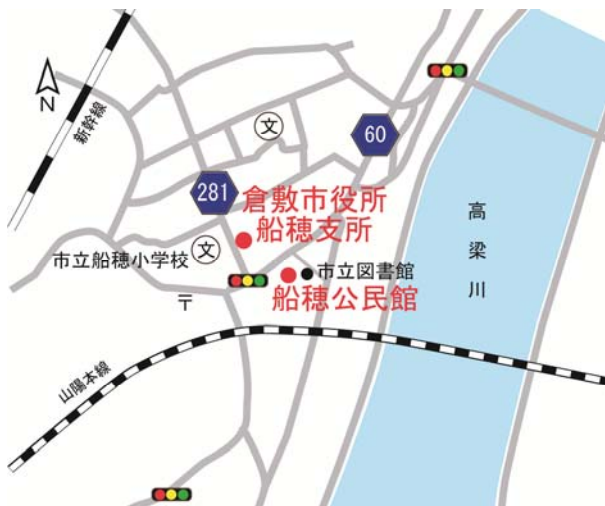 N
新幹線
文
60
281
倉敷市役所
船穂支所
高梁川
市立船穂小学校
文
市立図書館
船穂公民館
〒
山陽本線